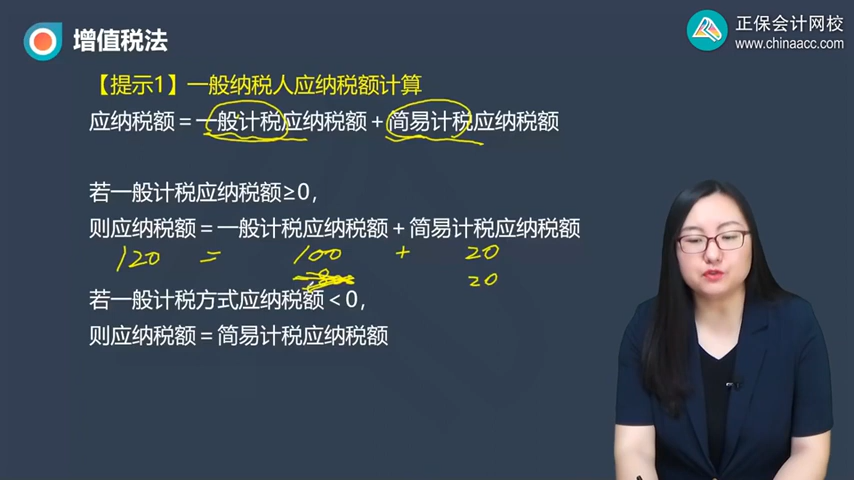 增值税法
正保会计网校
www.chinaacc.com
【提示1】一般纳税人应纳税额计算
应纳税额＝一般计税应纳税额＋简易计税应纳税额
若一般计税应纳税额≥0，
则应纳税额＝一般计税应纳税额＋简易计税应纳税额
120 = 100 + 20
20
若一般计税方式应纳税额＜0，
则应纳税额＝简易计税应纳税额